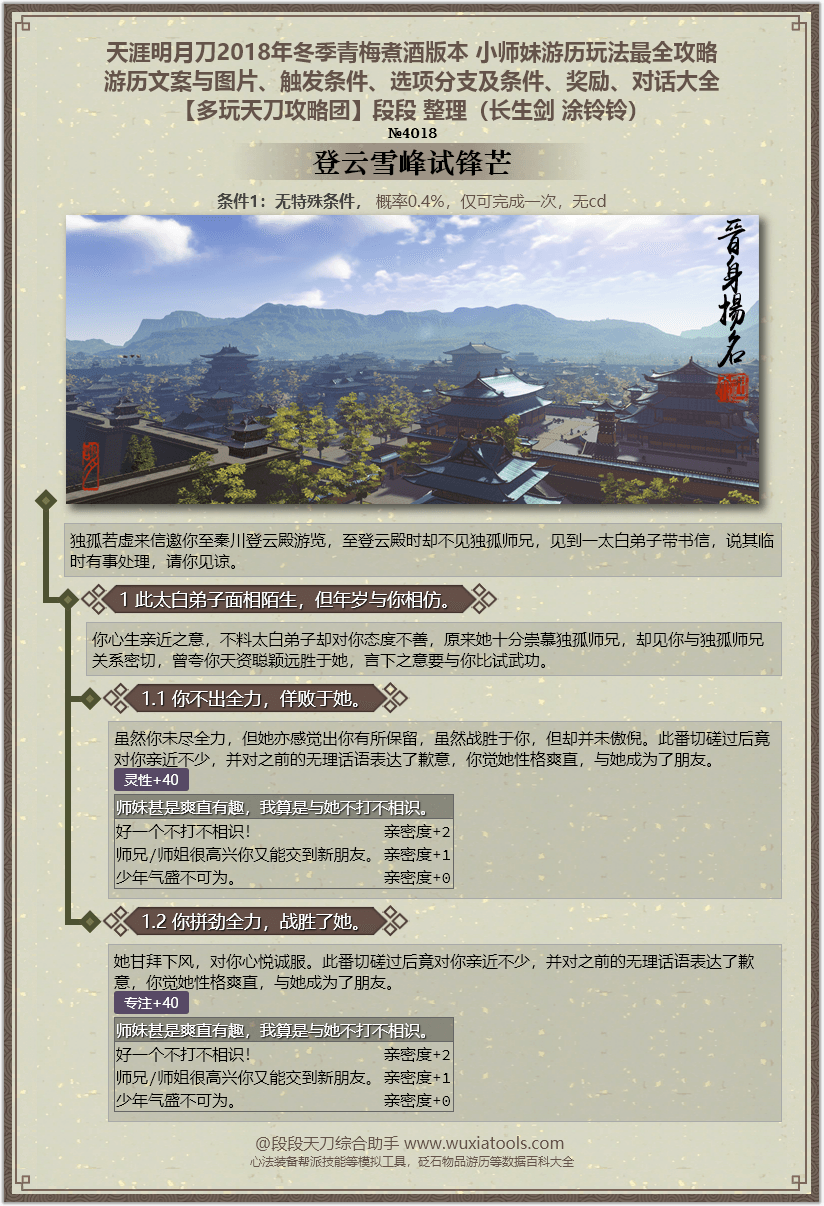 天涯明月刀2018年冬季青梅煮酒版本 小师妹游历玩法最全攻略
游历文案与图片、触发条件、选项分支及条件、奖励、对话大全
【多玩天刀攻略团】段段 整理（长生剑 涂铃铃）
№4018
登云雪峰试锋芒
条件1：无特殊条件， 概率0.4%，仅可完成一次，无cd
晋身揚名
独孤若虚来信邀你至秦川登云殿游览，至登云殿时却不见独孤师兄，见到一太白弟子带书信，说其临
时有事处理，请你见谅。
1 此太白弟子面相陌生，但年岁与你相仿。
你心生亲近之意，不料太白弟子却对你态度不善，原来她十分崇慕独孤师兄，却见你与独孤师兄
关系密切，曾夸你天资聪颖远胜于她，言下之意要与你比试武功。
1.1 你不出全力，佯败于她。
虽然你未尽全力，但她亦感觉出你有所保留，虽然战胜于你，但却并未傲倪。此番切磋过后竟
对你亲近不少，并对之前的无理话语表达了歉意，你觉她性格爽直，与她成为了朋友。
灵性+40
师妹甚是爽直有趣，我算是与她不打不相识。
好一个不打不相识！ 亲密度+2
师兄/师姐很高兴你又能交到新朋友。 亲密度+1
少年气盛不可为。 亲密度+0
1.2 你拼劲全力，战胜了她。
她甘拜下风，对你心悦诚服。此番切磋过后竟对你亲近不少，并对之前的无理话语表达了歉
意，你觉她性格爽直，与她成为了朋友。
专注+40
师妹甚是爽直有趣，我算是与她不打不相识。
好一个不打不相识！ 亲密度+2
师兄/师姐很高兴你又能交到新朋友。 亲密度+1
少年气盛不可为。 亲密度+0
@段段天刀综合助手 www.wuxiatools.com
心法装备帮派技能等模拟工具，砭石物品游历等数据百科大全